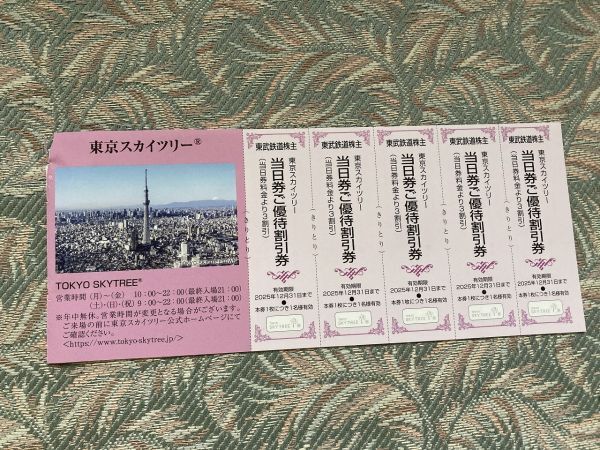 東京スカイツリー®
TOKYO SKYTREE®
営業時間 (月)~(金) 10:00~22:00(最終入場21:00)
(土)・(日)・(祝) 9:00~22:00(最終入場21:00)
※年中無休。営業時間が変更となる場合がございます。
ご来場の前に東京スカイツリー公式ホームページにて
ご確認ください。
<https://www.tokyo-skytree.jp/>
(きりとり)
東武鉄道株主
東京スカイツリー
当日券ご優待割引券
(当日券料金より3割引)
有効期限
2025年12月31日まで
●
本券1枚につき1名様有効
SKYTREE
(きりとり)
東武鉄道株主
東京スカイツリー
当日券ご優待割引券
(当日券料金より3割引)
有効期限
2025年12月31日まで
●
本券1枚につき1名様有効
SKYTREE
(きりとり)
東武鉄道株主
東京スカイツリー
当日券ご優待割引券
(当日券料金より3割引)
有効期限
2025年12月31日まで
●
本券1枚につき1名様有効
SKYTREE
(きりとり)
東武鉄道株主
東京スカイツリー
当日券ご優待割引券
(当日券料金より3割引)
有効期限
2025年12月31日まで
●
本券1枚につき1名様有効
SKYTREE
(きりとり)
東武鉄道株主
東京スカイツリー
当日券ご優待割引券
(当日券料金より3割引)
有効期限
2025年12月31日まで
●
本券1枚につき1名様有効
SKYTREE